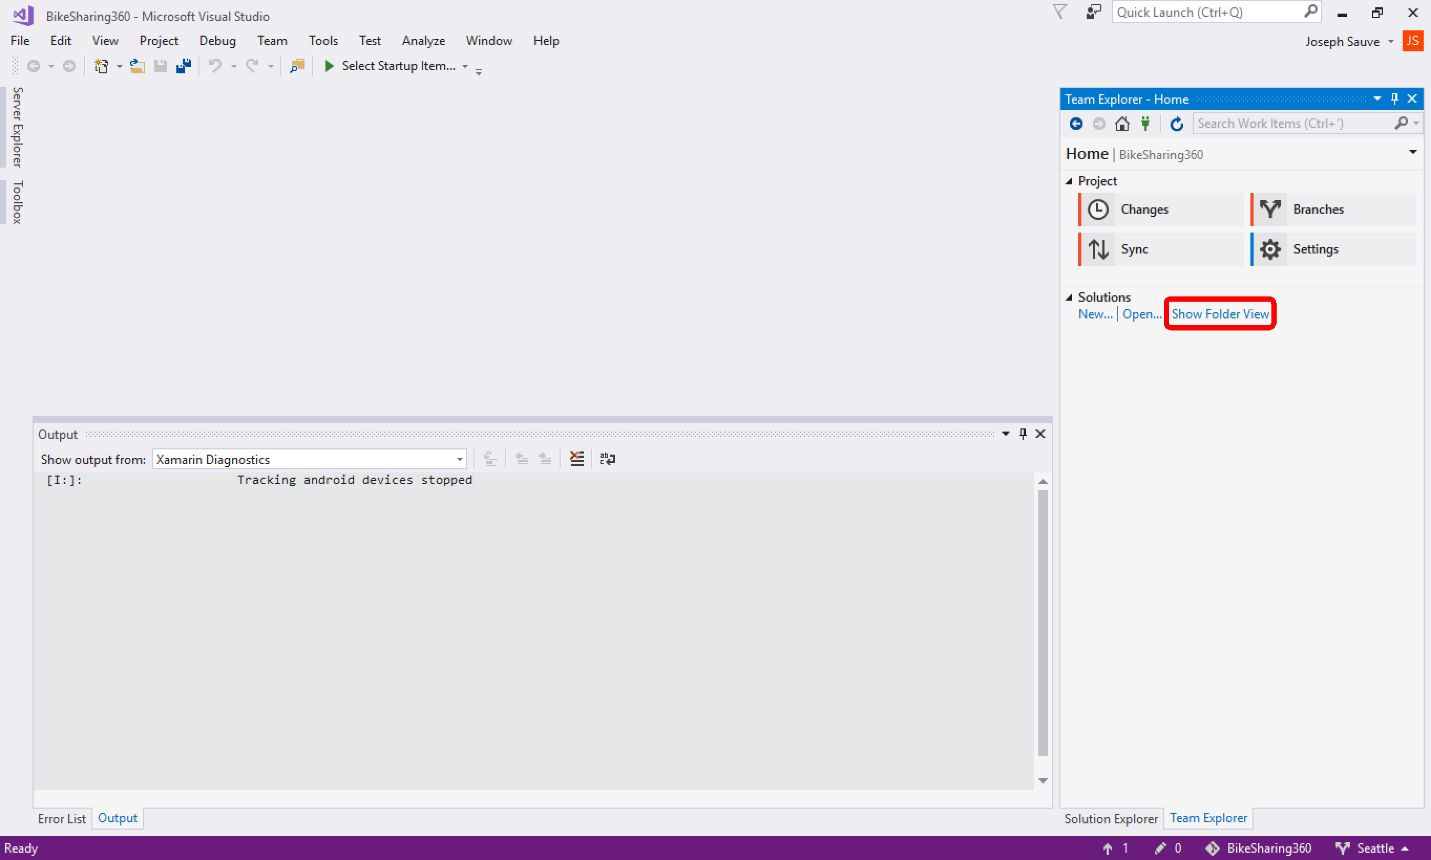 BikeSharing360 - Microsoft Visual Studio
Quick Launch (Ctrl+Q)
File Edit View Project Debug Team Tools Test Analyze Window Help
Joseph Sauve JS
Select Startup Item...
Server Explorer
Toolbox
Team Explorer - Home
Search Work Items (Ctrl+')
Home | BikeSharing360
Project
Changes Branches
Sync Settings
Solutions
New... | Open... Show Folder View
Output
Show output from: Xamarin Diagnostics
[I:]: Tracking android devices stopped
Error List Output
Solution Explorer Team Explorer
Ready 1 0 BikeSharing360 Seattle